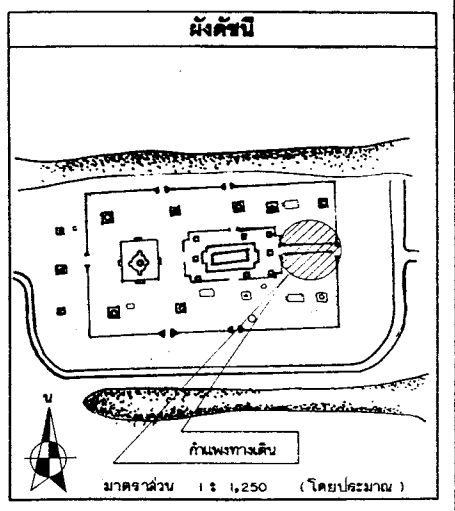 ผังดัชนี
น
กำแพงทางเดิน
มาตราส่วน 1 : 1,250 (โดยประมาณ)